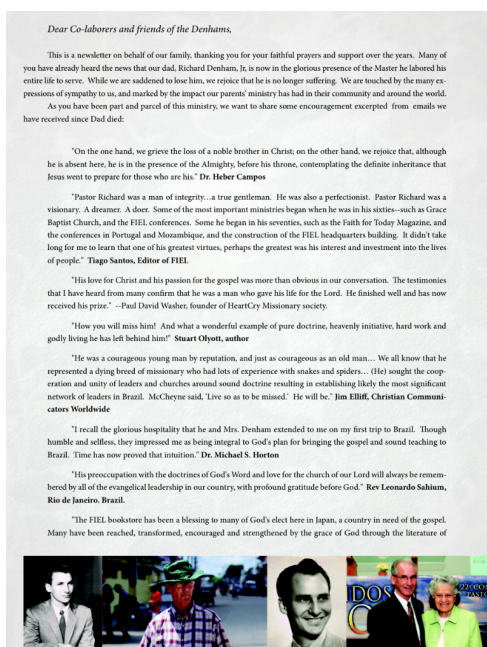 Dear Co-laborers and friends of the Denhams,
This is a newsletter on behalf of our family, thanking you for your faithful prayers and support over the years. Many of
you have already heard the news that our dad, Richard Denham, Jr, is now in the glorious presence of the Master he labored his
entire life to serve. While we are saddened to lose him, we rejoice that he is no longer suffering. We are touched by the many ex-
pressions of sympathy to us, and marked by the impact our parents' ministry has had in their community and around the world.
As you have been part and parcel of this ministry, we want to share some encouragement excerpted from emails we
have received since Dad died:
"On the one hand, we grieve the loss of a noble brother in Christ; on the other hand, we rejoice that, although
he is absent here, he is in the presence of the Almighty, before his throne, contemplating the definite inheritance that
Jesus went to prepare for those who are his." Dr. Heber Campos
"Pastor Richard was a man of integrity…a true gentleman. He was also a perfectionist. Pastor Richard was a
visionary. A dreamer. A doer. Some of the most important ministries began when he was in his sixties--such as Grace
Baptist Church, and the FIEL conferences. Some he began in his seventies, such as the Faith for Today Magazine, and
the conferences in Portugal and Mozambique, and the construction of the FIEL headquarters building. It didn't take
long for me to learn that one of his greatest virtues, perhaps the greatest was his interest and investment into the lives
of people." Tiago Santos, Editor of FIEL
"His love for Christ and his passion for the gospel was more than obvious in our conversation. The testimonies
that I have heard from many confirm that he was a man who gave his life for the Lord. He finished well and has now
received his prize." --Paul David Washer, founder of HeartCry Missionary society.
"How you will miss him! And what a wonderful example of pure doctrine, heavenly initiative, hard work and
godly living he has left behind him!" Stuart Olyott, author
"He was a courageous young man by reputation, and just as courageous as an old man… We all know that he
represented a dying breed of missionary who had lots of experience with snakes and spiders… (He) sought the coop-
eration and unity of leaders and churches around sound doctrine resulting in establishing likely the most significant
network of leaders in Brazil. McCheyne said, 'Live so as to be missed.' He will be." Jim Elliff, Christian Communi-
cators Worldwide
"I recall the glorious hospitality that he and Mrs. Denham extended to me on my first trip to Brazil. Though
humble and selfless, they impressed me as being integral to God's plan for bringing the gospel and sound teaching to
Brazil. Time has now proved that intuition." Dr. Michael S. Horton
"His preoccupation with the doctrines of God's Word and love for the church of our Lord will always be remem-
bered by all of the evangelical leadership in our country, with profound gratitude before God." Rev Leonardo Sahium,
Rio de Janeiro. Brazil.
"The FIEL bookstore has been a blessing to many of God's elect here in Japan, a country in need of the gospel.
Many have been reached, transformed, encouraged and strengthened by the grace of God through the literature of
DOS